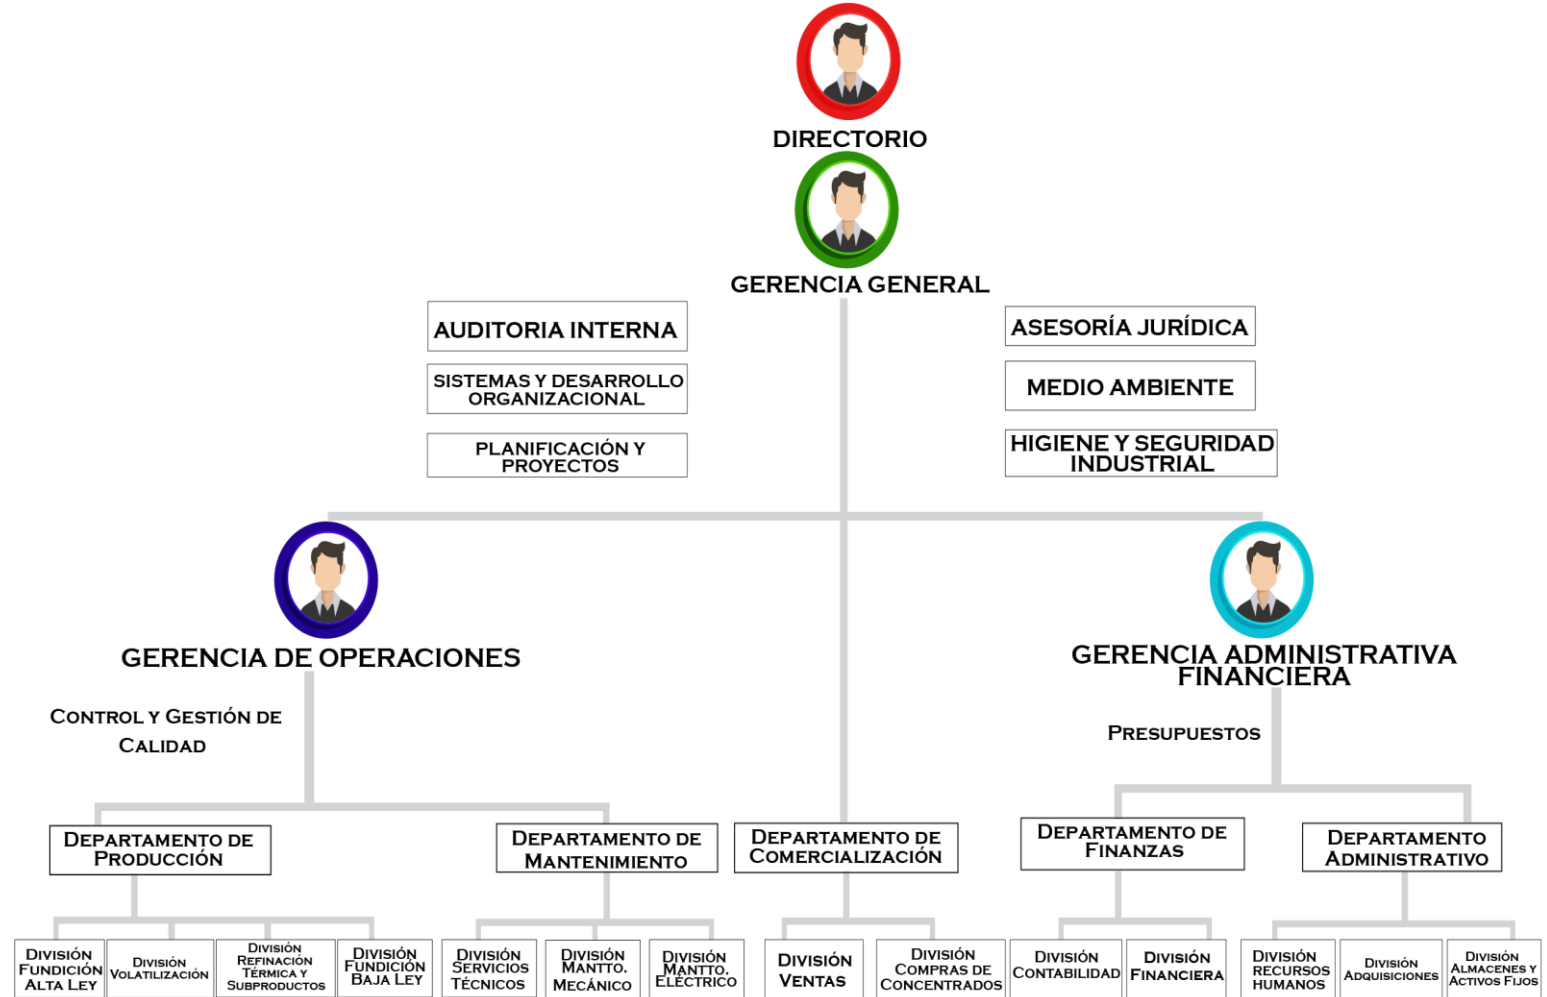 DIRECTORIO
GERENCIA GENERAL
AUDITORIA INTERNA
SISTEMAS Y DESARROLLO
ORGANIZACIONAL
PLANIFICACIÓN Y
PROYECTOS
ASESORÍA JURÍDICA
MEDIO AMBIENTE
HIGIENE Y SEGURIDAD
INDUSTRIAL
GERENCIA DE OPERACIONES
GERENCIA ADMINISTRATIVA
FINANCIERA
CONTROL Y GESTIÓN DE
CALIDAD
PRESUPUESTOS
DEPARTAMENTO DE
PRODUCCIÓN
DEPARTAMENTO DE
MANTENIMIENTO
DEPARTAMENTO DE
COMERCIALIZACIÓN
DEPARTAMENTO DE
FINANZAS
DEPARTAMENTO
ADMINISTRATIVO
DIVISIÓN
FUNDICIÓN
ALTA LEY
DIVISIÓN
VOLATILIZACIÓN
DIVISIÓN
REFINACIÓN
TÉRMICA Y
SUBPRODUCTOS
DIVISIÓN
FUNDICIÓN
BAJA LEY
DIVISIÓN
SERVICIOS
TÉCNICOS
DIVISIÓN
MANTTO.
MECÁNICO
DIVISIÓN
MANTTO.
ELÉCTRICO
DIVISIÓN
VENTAS
DIVISIÓN
COMPRAS DE
CONCENTRADOS
DIVISIÓN
CONTABILIDAD
DIVISIÓN
FINANCIERA
DIVISIÓN
RECURSOS
HUMANOS
DIVISIÓN
ADQUISICIONES
DIVISIÓN
ALMACENES Y
ACTIVOS FIJOS